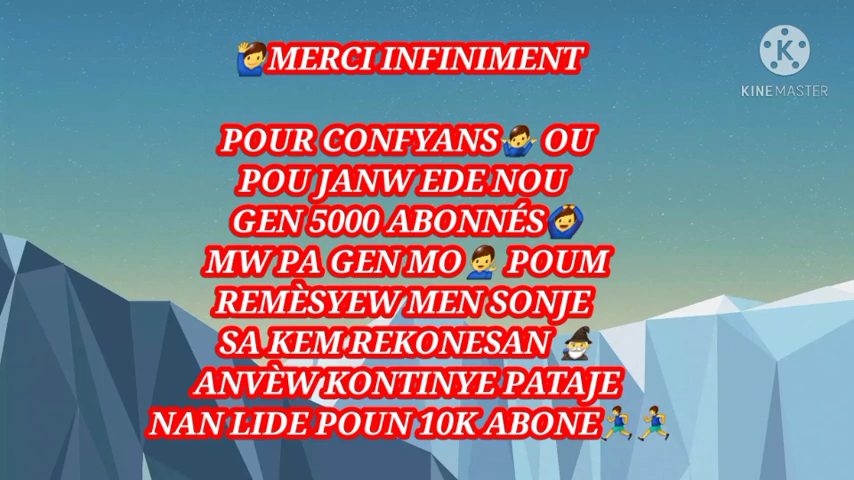 🙋‍♂️MERCI INFINIMENT
KINEMASTER
POUR CONFYANS🤷‍♂️ OU
POU JANW EDE NOU
GEN 5000 ABONNÉS🙆‍♂️
MW PA GEN MO💁‍♂️ POUM
REMÈSYEW MEN SONJE
SA KEM REKONESAN 🧙‍♂️
ANVÈW KONTINYE PATAJE
NAN LIDE POUN 10K ABONE🏃‍♂️🏃‍♂️